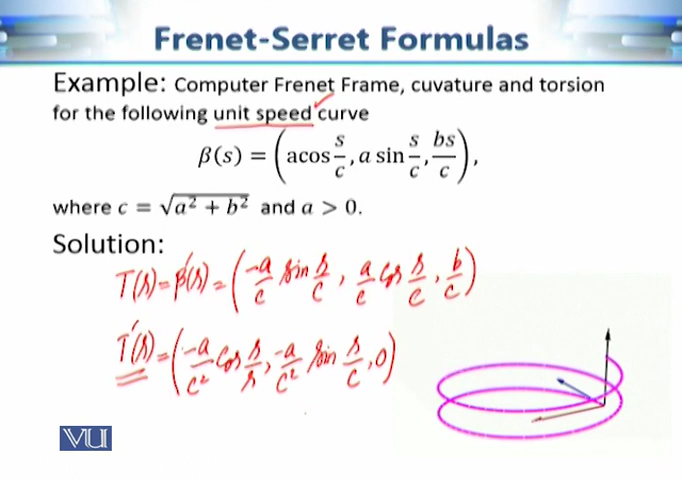 Frenet-Serret Formulas
Example: Computer Frenet Frame, cuvature and torsion
for the following unit speed curve
β(s) = (acos s/c, a sin s/c, bs/c),
where c = √(a² + b²) and a > 0.
Solution:
T(s) = β'(s) = (-a/c sin s/c, a/c cos s/c, b/c)
T'(s) = (-a/c² cos s/s, -a/c² sin s/c, 0)
VU